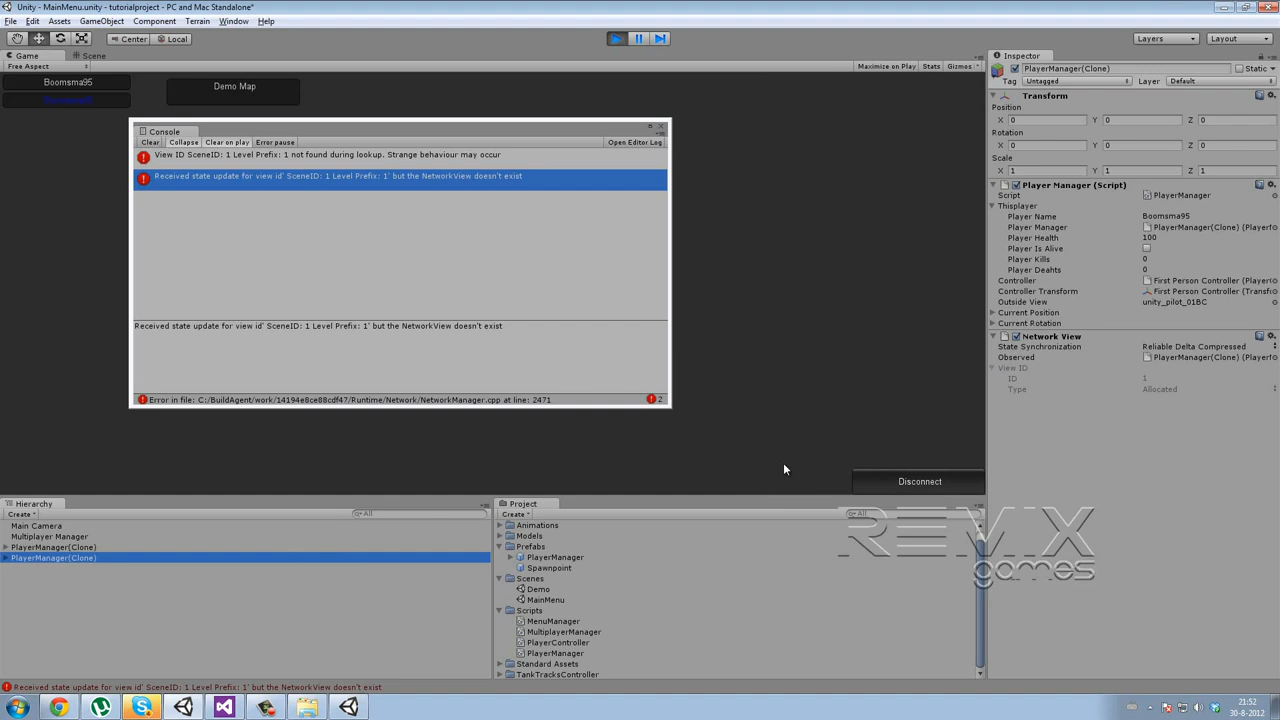 Unity - MainMenu.unity - tutorialproject - PC and Mac Standalone*
File Edit Assets GameObject Component Terrain Window Help
Center Local Layers Layout
Game Scene
Free Aspect Maximize on Play Stats Gizmos
Boomsma95 Demo Map
Console
Clear Collapse Clear on play Error pause Open Editor Log
View ID SceneID: 1 Level Prefix: 1 not found during lookup. Strange behaviour may occur
Received state update for view id' SceneID: 1 Level Prefix: 1' but the NetworkView doesn't exist
Received state update for view id' SceneID: 1 Level Prefix: 1' but the NetworkView doesn't exist
Error in file: C:/BuildAgent/work/14194e8ce88cdf47/Runtime/Network/NetworkManager.cpp at line: 2471 2
Disconnect
Inspector
PlayerManager(Clone) Static
Tag Untagged Layer Default
Transform
Position
X 0 Y 0 Z 0
Rotation
X 0 Y 0 Z 0
Scale
X 1 Y 1 Z 1
Player Manager (Script)
Script PlayerManager
Thisplayer
Player Name Boomsma95
Player Manager PlayerManager(Clone) (Player
Player Health 100
Player Is Alive
Player Kills 0
Player Deahts 0
Controller First Person Controller (Player
Controller Transform First Person Controller (Transfo
Outside View unity_pilot_01BC
Current Position
Current Rotation
Network View
State Synchronization Reliable Delta Compressed
Observed PlayerManager(Clone) (Player
View ID
ID 1
Type Allocated
Hierarchy
Create All
Main Camera
Multiplayer Manager
PlayerManager(Clone)
PlayerManager(Clone)
Project
Create All
Animations
Models
Prefabs
PlayerManager
Spawnpoint
Scenes
Demo
MainMenu
Scripts
MenuManager
MultiplayerManager
PlayerController
PlayerManager
Standard Assets
TankTracksController
REMIX
games
Received state update for view id' SceneID: 1 Level Prefix: 1' but the NetworkView doesn't exist
21:52
30-8-2012